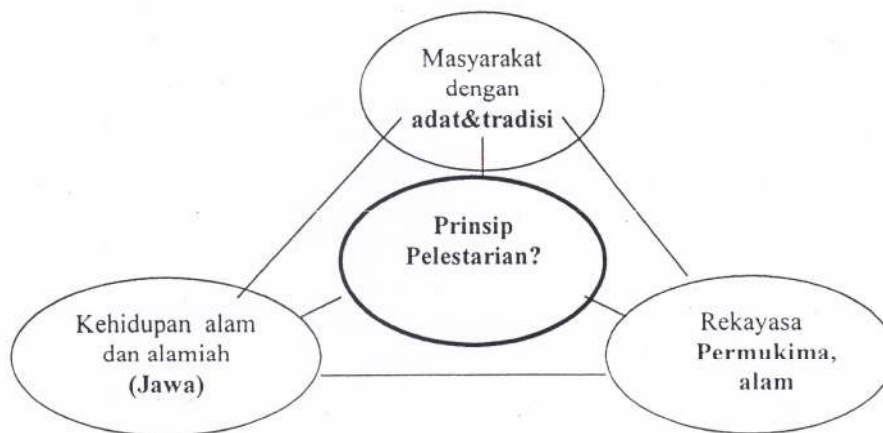 Masyarakat
dengan
adat&tradisi
Prinsip
Pelestarian?
Kehidupan alam
dan alamiah
(Jawa)
Rekayasa
Permukima,
alam